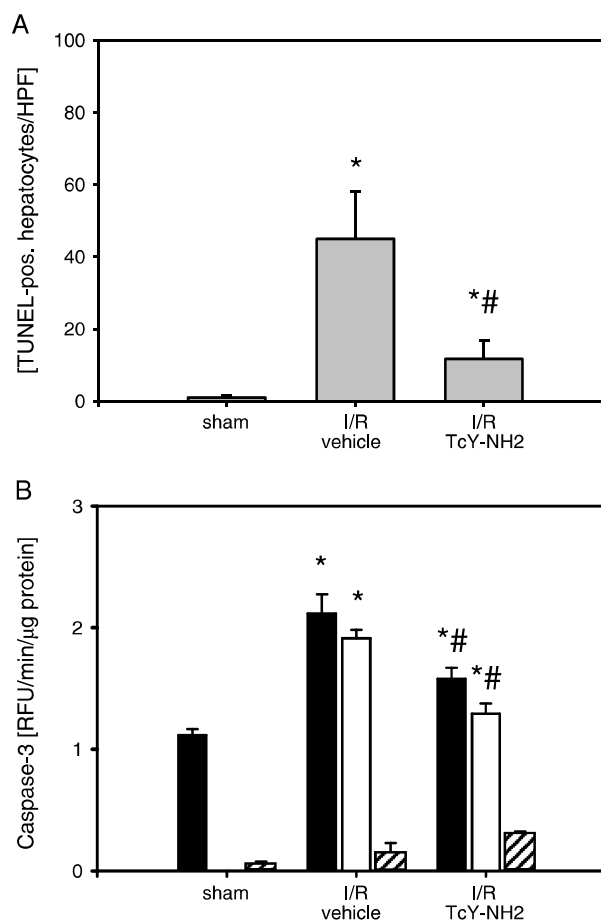 A
[TUNEL-pos. hepatocytes/HPF]
100
80
60
40
20
0
*
*#
sham
I/R
vehicle
I/R
TcY-NH2
B
Caspase-3 [RFU/min/µg protein]
3
2
1
0
*
*
*#
*#
sham
I/R
vehicle
I/R
TcY-NH2